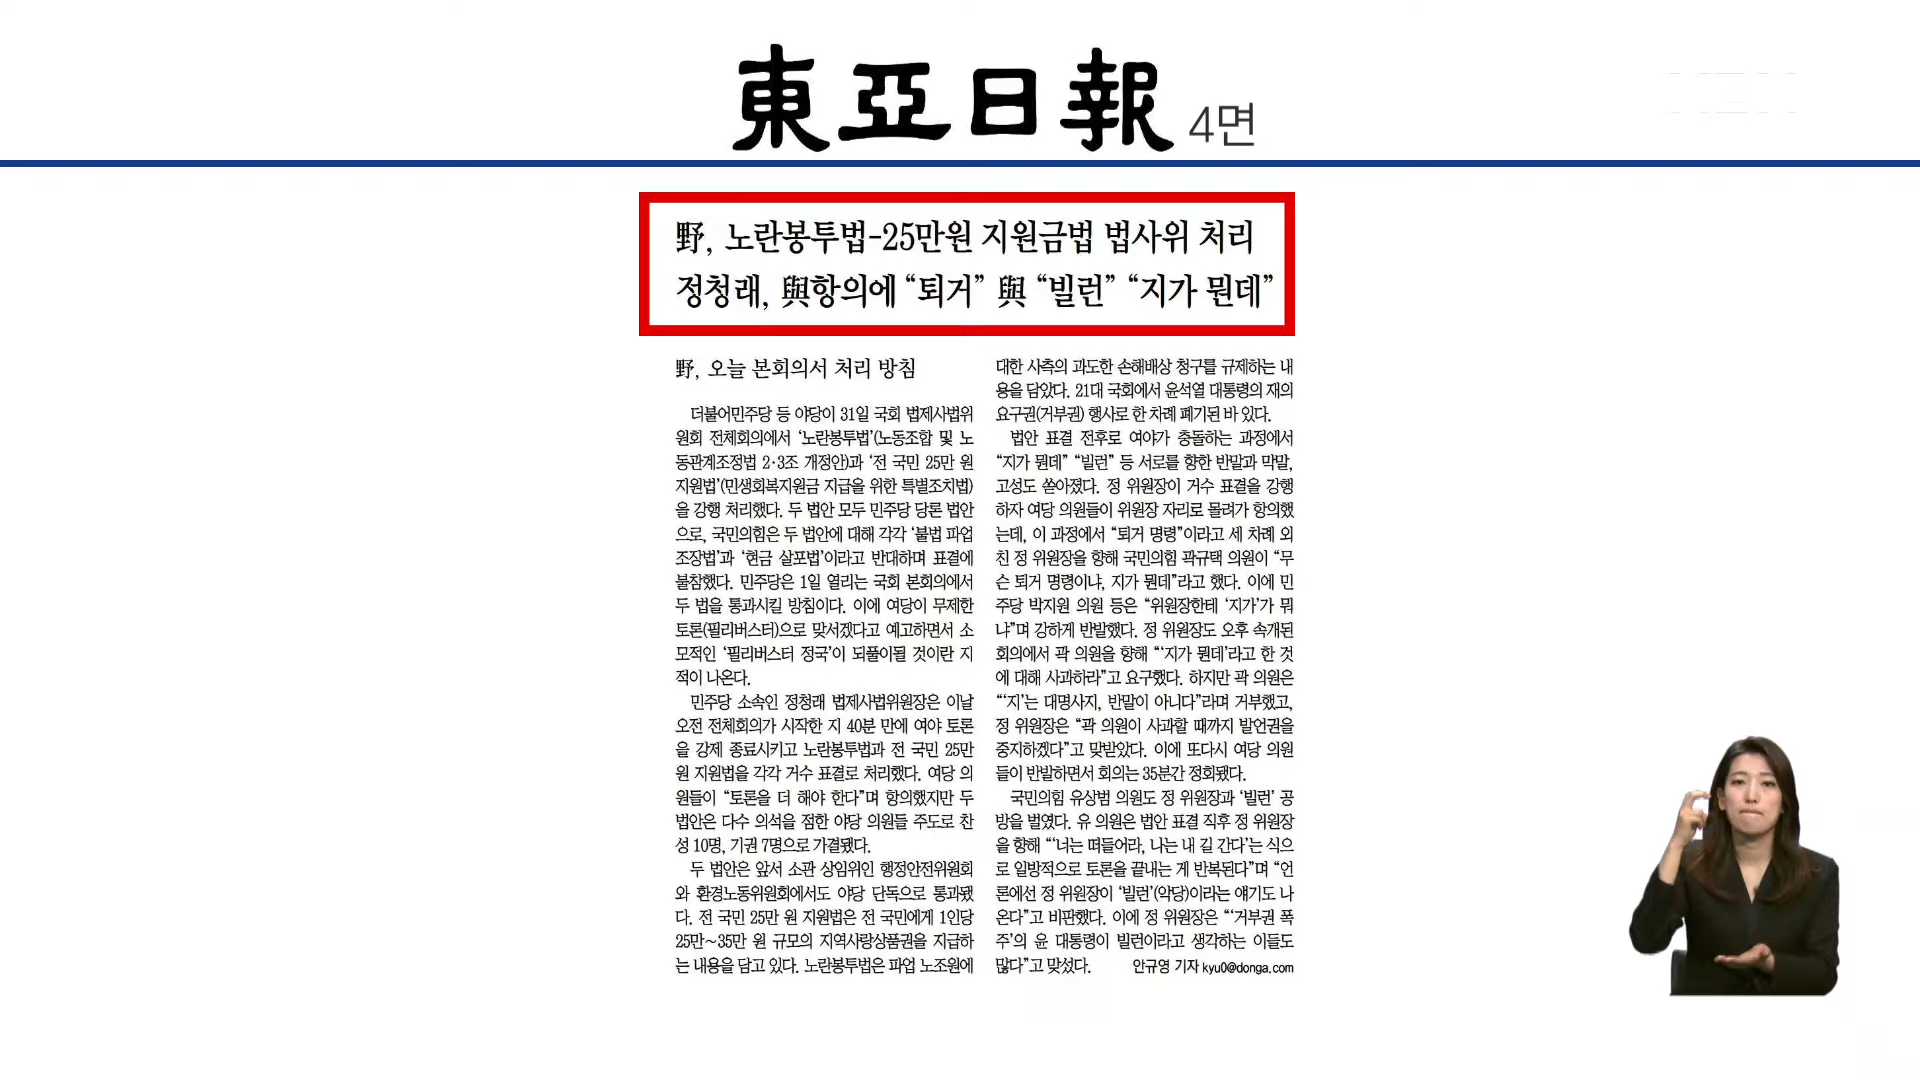 東亞日報 4면
野, 노란봉투법-25만원 지원금법 법사위 처리
정청래, 與항의에 “퇴거” 與 “빌런” “지가 뭔데”
野, 오늘 본회의서 처리 방침
더불어민주당 등 야당이 31일 국회 법제사법위
원회 전체회의에서 ‘노란봉투법’(노동조합 및 노
동관계조정법 2·3조 개정안)과 ‘전 국민 25만 원
지원법’(민생회복지원금 지급을 위한 특별조치법)
을 강행 처리했다. 두 법안 모두 민주당 당론 법안
으로, 국민의힘은 두 법안에 대해 각각 ‘불법 파업
조장법’과 ‘현금 살포법’이라고 반대하며 표결에
불참했다. 민주당은 1일 열리는 국회 본회의에서
두 법을 통과시킬 방침이다. 이에 여당이 무제한
토론(필리버스터)으로 맞서겠다고 예고하면서 소
모적인 ‘필리버스터 정국’이 되풀이될 것이란 지
적이 나온다.
민주당 소속인 정청래 법제사법위원장은 이날
오전 전체회의가 시작한 지 40분 만에 여야 토론
을 강제 종료시키고 노란봉투법과 전 국민 25만
원 지원법을 각각 거수 표결로 처리했다. 여당 의
원들이 “토론을 더 해야 한다”며 항의했지만 두
법안은 다수 의석을 점한 야당 의원들 주도로 찬
성 10명, 기권 7명으로 가결됐다.
두 법안은 앞서 소관 상임위인 행정안전위원회
와 환경노동위원회에서도 야당 단독으로 통과됐
다. 전 국민 25만 원 지원법은 전 국민에게 1인당
25만~35만 원 규모의 지역사랑상품권을 지급하
는 내용을 담고 있다. 노란봉투법은 파업 노조원에
대한 사측의 과도한 손해배상 청구를 규제하는 내
용을 담았다. 21대 국회에서 윤석열 대통령의 재의
요구권(거부권) 행사로 한 차례 폐기된 바 있다.
법안 표결 전후로 여야가 충돌하는 과정에서
“지가 뭔데” “빌런” 등 서로를 향한 반말과 막말,
고성도 쏟아졌다. 정 위원장이 거수 표결을 강행
하자 여당 의원들이 위원장 자리로 몰려가 항의했
는데, 이 과정에서 “퇴거 명령”이라고 세 차례 외
친 정 위원장을 향해 국민의힘 곽규택 의원이 “무
슨 퇴거 명령이냐, 지가 뭔데”라고 했다. 이에 민
주당 박지원 의원 등은 “위원장한테 ‘지가’가 뭐
냐”며 강하게 반발했다. 정 위원장도 오후 속개된
회의에서 곽 의원을 향해 “‘지가 뭔데’라고 한 것
에 대해 사과하라”고 요구했다. 하지만 곽 의원은
“‘지’는 대명사지, 반말이 아니다”라며 거부했고,
정 위원장은 “곽 의원이 사과할 때까지 발언권을
중지하겠다”고 맞받았다. 이에 또다시 여당 의원
들이 반발하면서 회의는 35분간 정회됐다.
국민의힘 유상범 의원도 정 위원장과 ‘빌런’ 공
방을 벌였다. 유 의원은 법안 표결 직후 정 위원장
을 향해 “‘너는 떠들어라, 나는 내 길 간다’는 식으
로 일방적으로 토론을 끝내는 게 반복된다”며 “언
론에선 정 위원장이 ‘빌런’(악당)이라는 얘기도 나
온다”고 비판했다. 이에 정 위원장은 “‘거부권 폭
주’의 윤 대통령이 빌런이라고 생각하는 이들도
많다”고 맞섰다. 안규영 기자 kyu0@donga.com